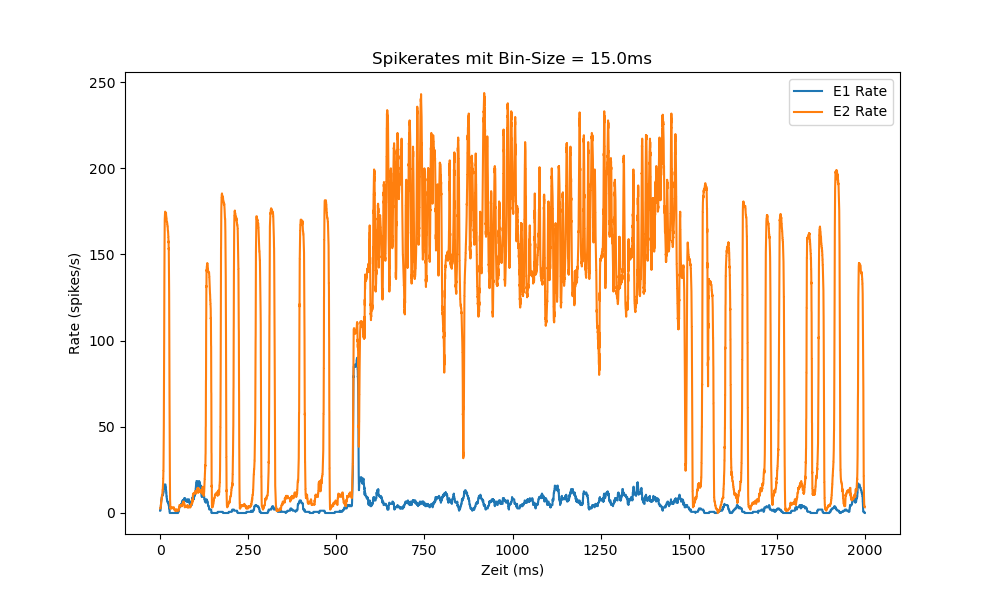 Spikerates mit Bin-Size = 15.0ms
E1 Rate
E2 Rate
Rate (spikes/s)
250
200
150
100
50
0
0 250 500 750 1000 1250 1500 1750 2000
Zeit (ms)